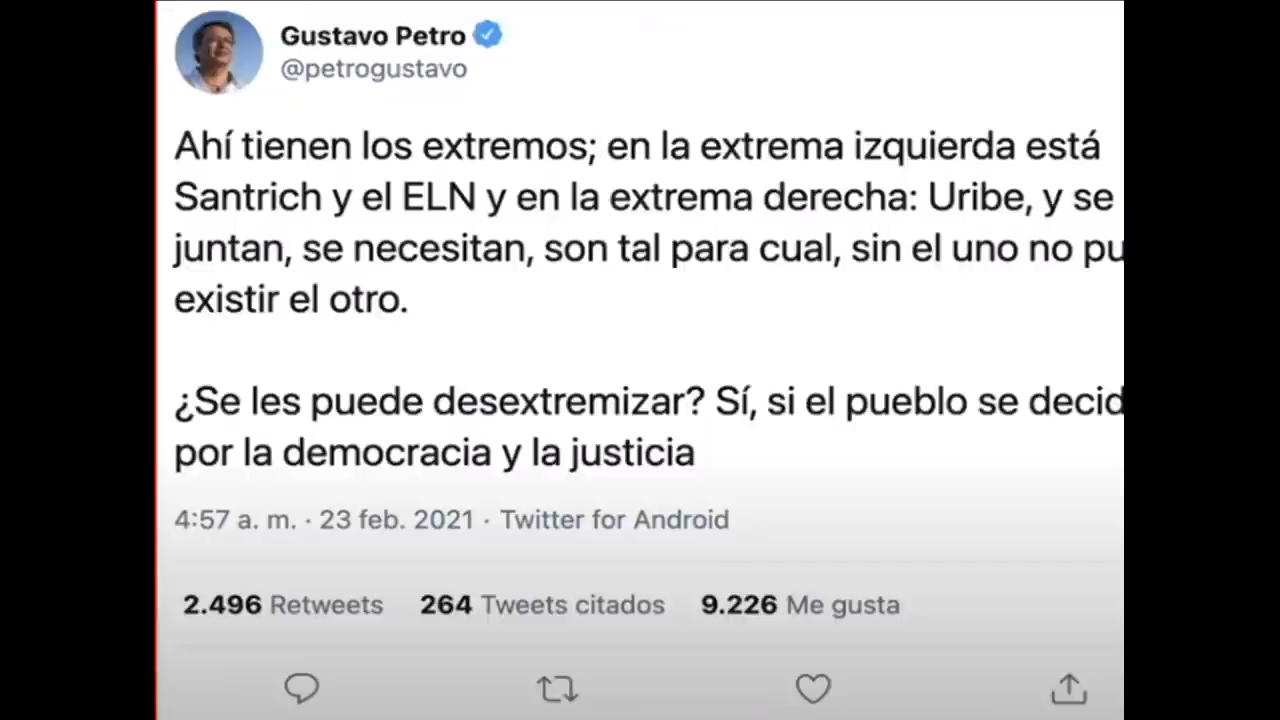 Gustavo Petro
@petrogustavo
Ahí tienen los extremos; en la extrema izquierda está
Santrich y el ELN y en la extrema derecha: Uribe, y se
juntan, se necesitan, son tal para cual, sin el uno no
existir el otro.
¿Se les puede desextremizar? Sí, si el pueblo se
por la democracia y la justicia
4:57 a. m. · 23 feb. 2021 · Twitter for Android
2.496 Retweets 264 Tweets citados 9.226 Me gusta